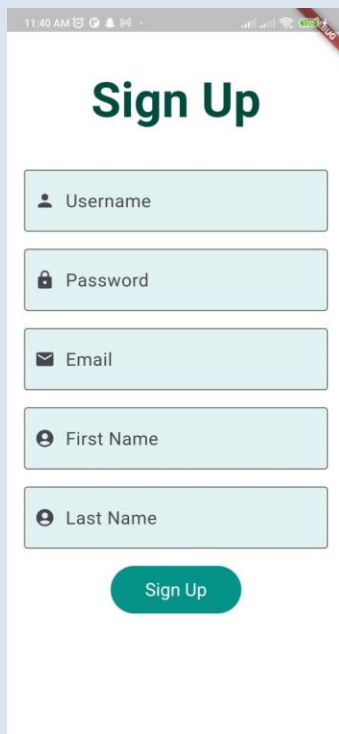 11:40 AM
Sign Up
Username
Password
Email
First Name
Last Name
Sign Up